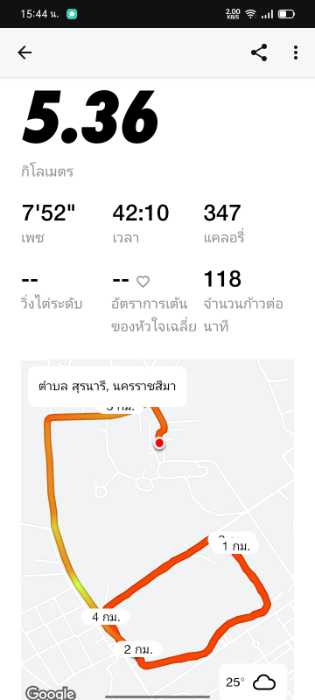 15:44 น.
2.00 KB/S
5.36
กิโลเมตร
7'52" 42:10 347
เพซ เวลา แคลอรี่
-- -- 118
วิ่งไต่ระดับ อัตราการเต้นของหัวใจเฉลี่ย จำนวนก้าวต่อนาที
ตำบล สุรนารี, นครราชสีมา
กม.
1 กม.
4 กม.
2 กม.
Google
25°